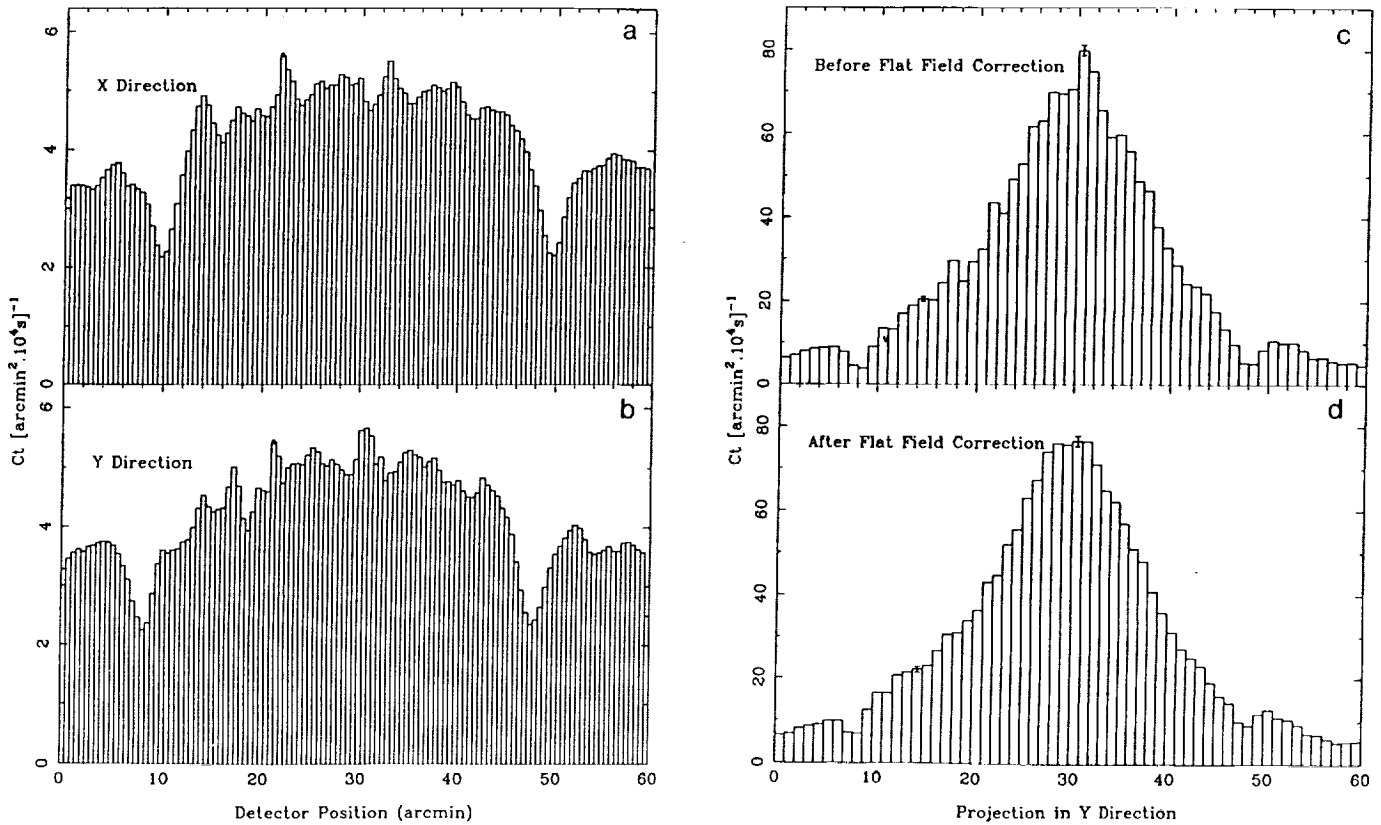 a
X Direction
6
4
2
0
b
Y Direction
6
4
2
0
Ct [arcmin².10⁴s]⁻¹
0 10 20 30 40 50 60
Detector Position (arcmin)
c
Before Flat Field Correction
80
60
40
20
0
d
After Flat Field Correction
80
60
40
20
0
Ct [arcmin².10⁴s]⁻¹
0 10 20 30 40 50 60
Projection in Y Direction